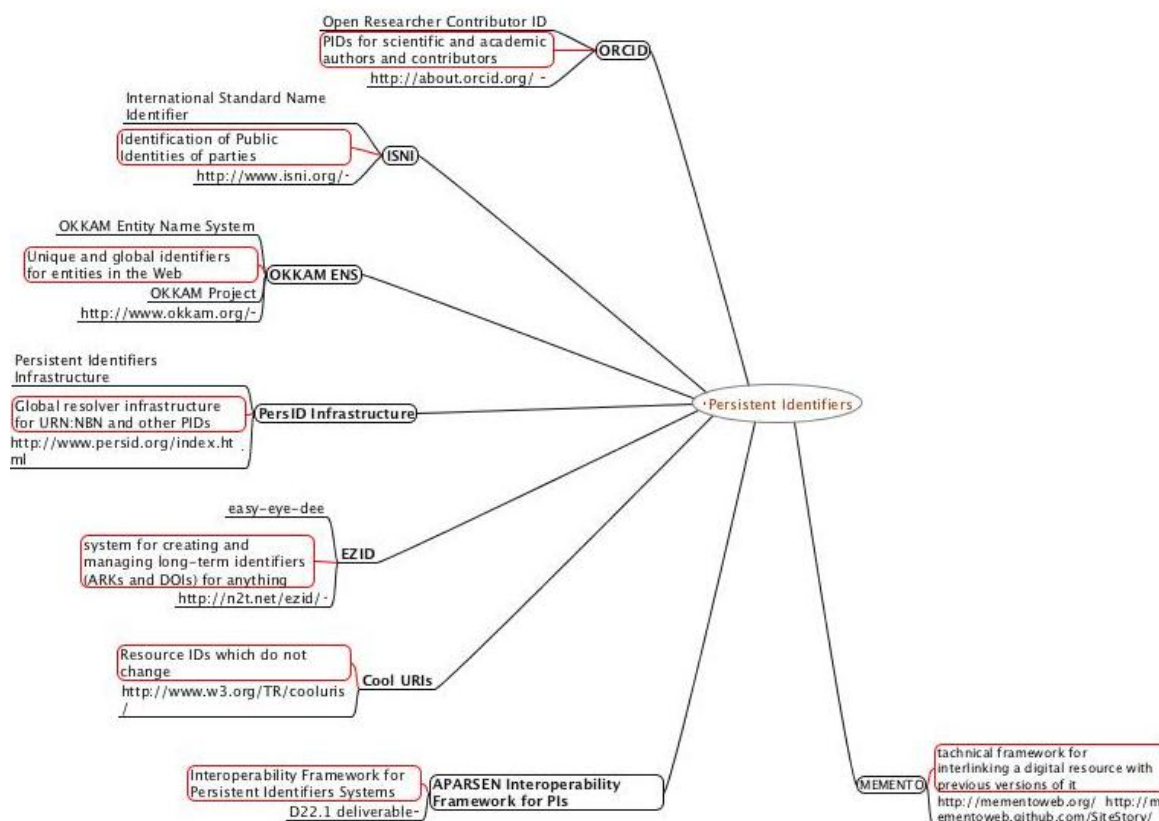 Open Researcher Contributor ID
PIDs for scientific and academic
authors and contributors
http://about.orcid.org/
ORCID
International Standard Name
Identifier
Identification of Public
Identities of parties
http://www.isni.org/
ISNI
OKKAM Entity Name System
Unique and global identifiers
for entities in the Web
OKKAM Project
http://www.okkam.org/
OKKAM ENS
Persistent Identifiers
Infrastructure
Global resolver infrastructure
for URN:NBN and other PIDs
http://www.persid.org/index.ht
ml
PersID Infrastructure
Persistent Identifiers
easy-eye-dee
system for creating and
managing long-term identifiers
(ARKs and DOIs) for anything
http://n2t.net/ezid/
EZID
Resource IDs which do not
change
http://www.w3.org/TR/cooluris
/
Cool URIs
Interoperability Framework for
Persistent Identifiers Systems
D22.1 deliverable
APARSEN Interoperability
Framework for PIs
MEMENTO
tachnical framework for
interlinking a digital resource with
previous versions of it
http://mementoweb.org/ http://m
ementoweb.github.com/SiteStory/